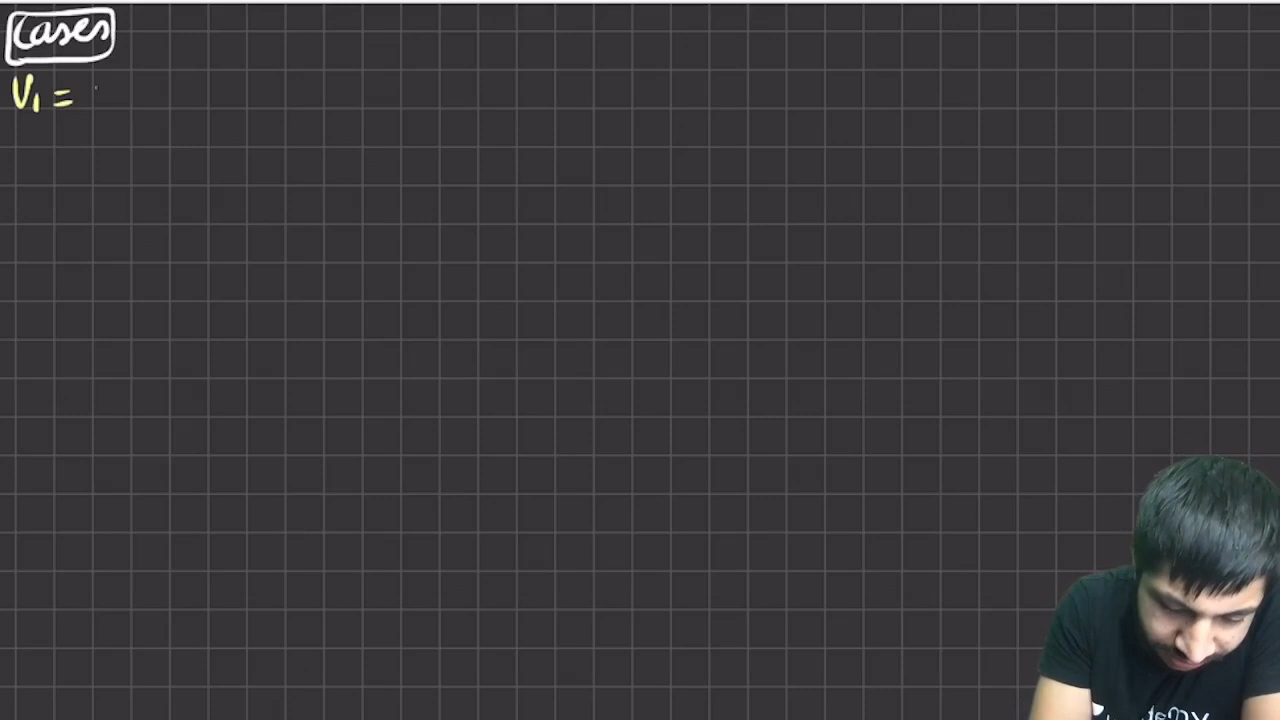 Cases
V₁ =